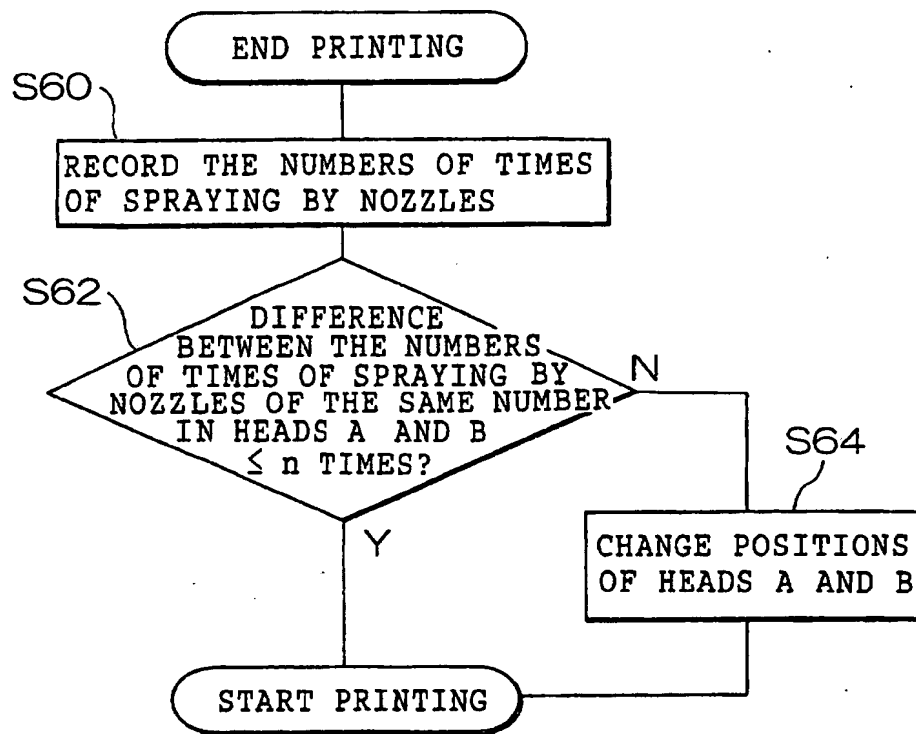 END PRINTING
S60
RECORD THE NUMBERS OF TIMES
OF SPRAYING BY NOZZLES
S62
DIFFERENCE
BETWEEN THE NUMBERS
OF TIMES OF SPRAYING BY
NOZZLES OF THE SAME NUMBER
IN HEADS A AND B
≤ n TIMES?
N
Y
S64
CHANGE POSITIONS
OF HEADS A AND B
START PRINTING